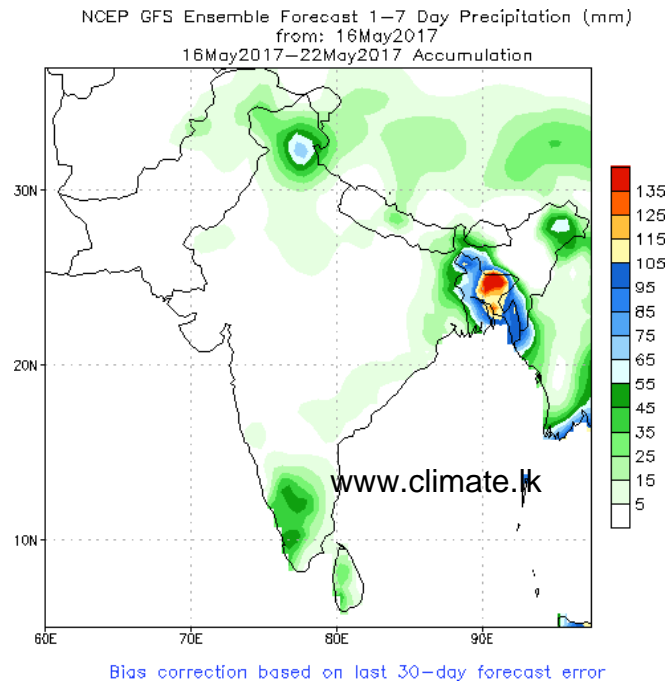 NCEP GFS Ensemble Forecast 1-7 Day Precipitation (mm)
from: 16May2017
16May2017-22May2017 Accumulation
30N
20N
10N
60E 70E 80E 90E
135
125
115
105
95
85
75
65
55
45
35
25
15
5
www.climate.lk
Bias correction based on last 30-day forecast error